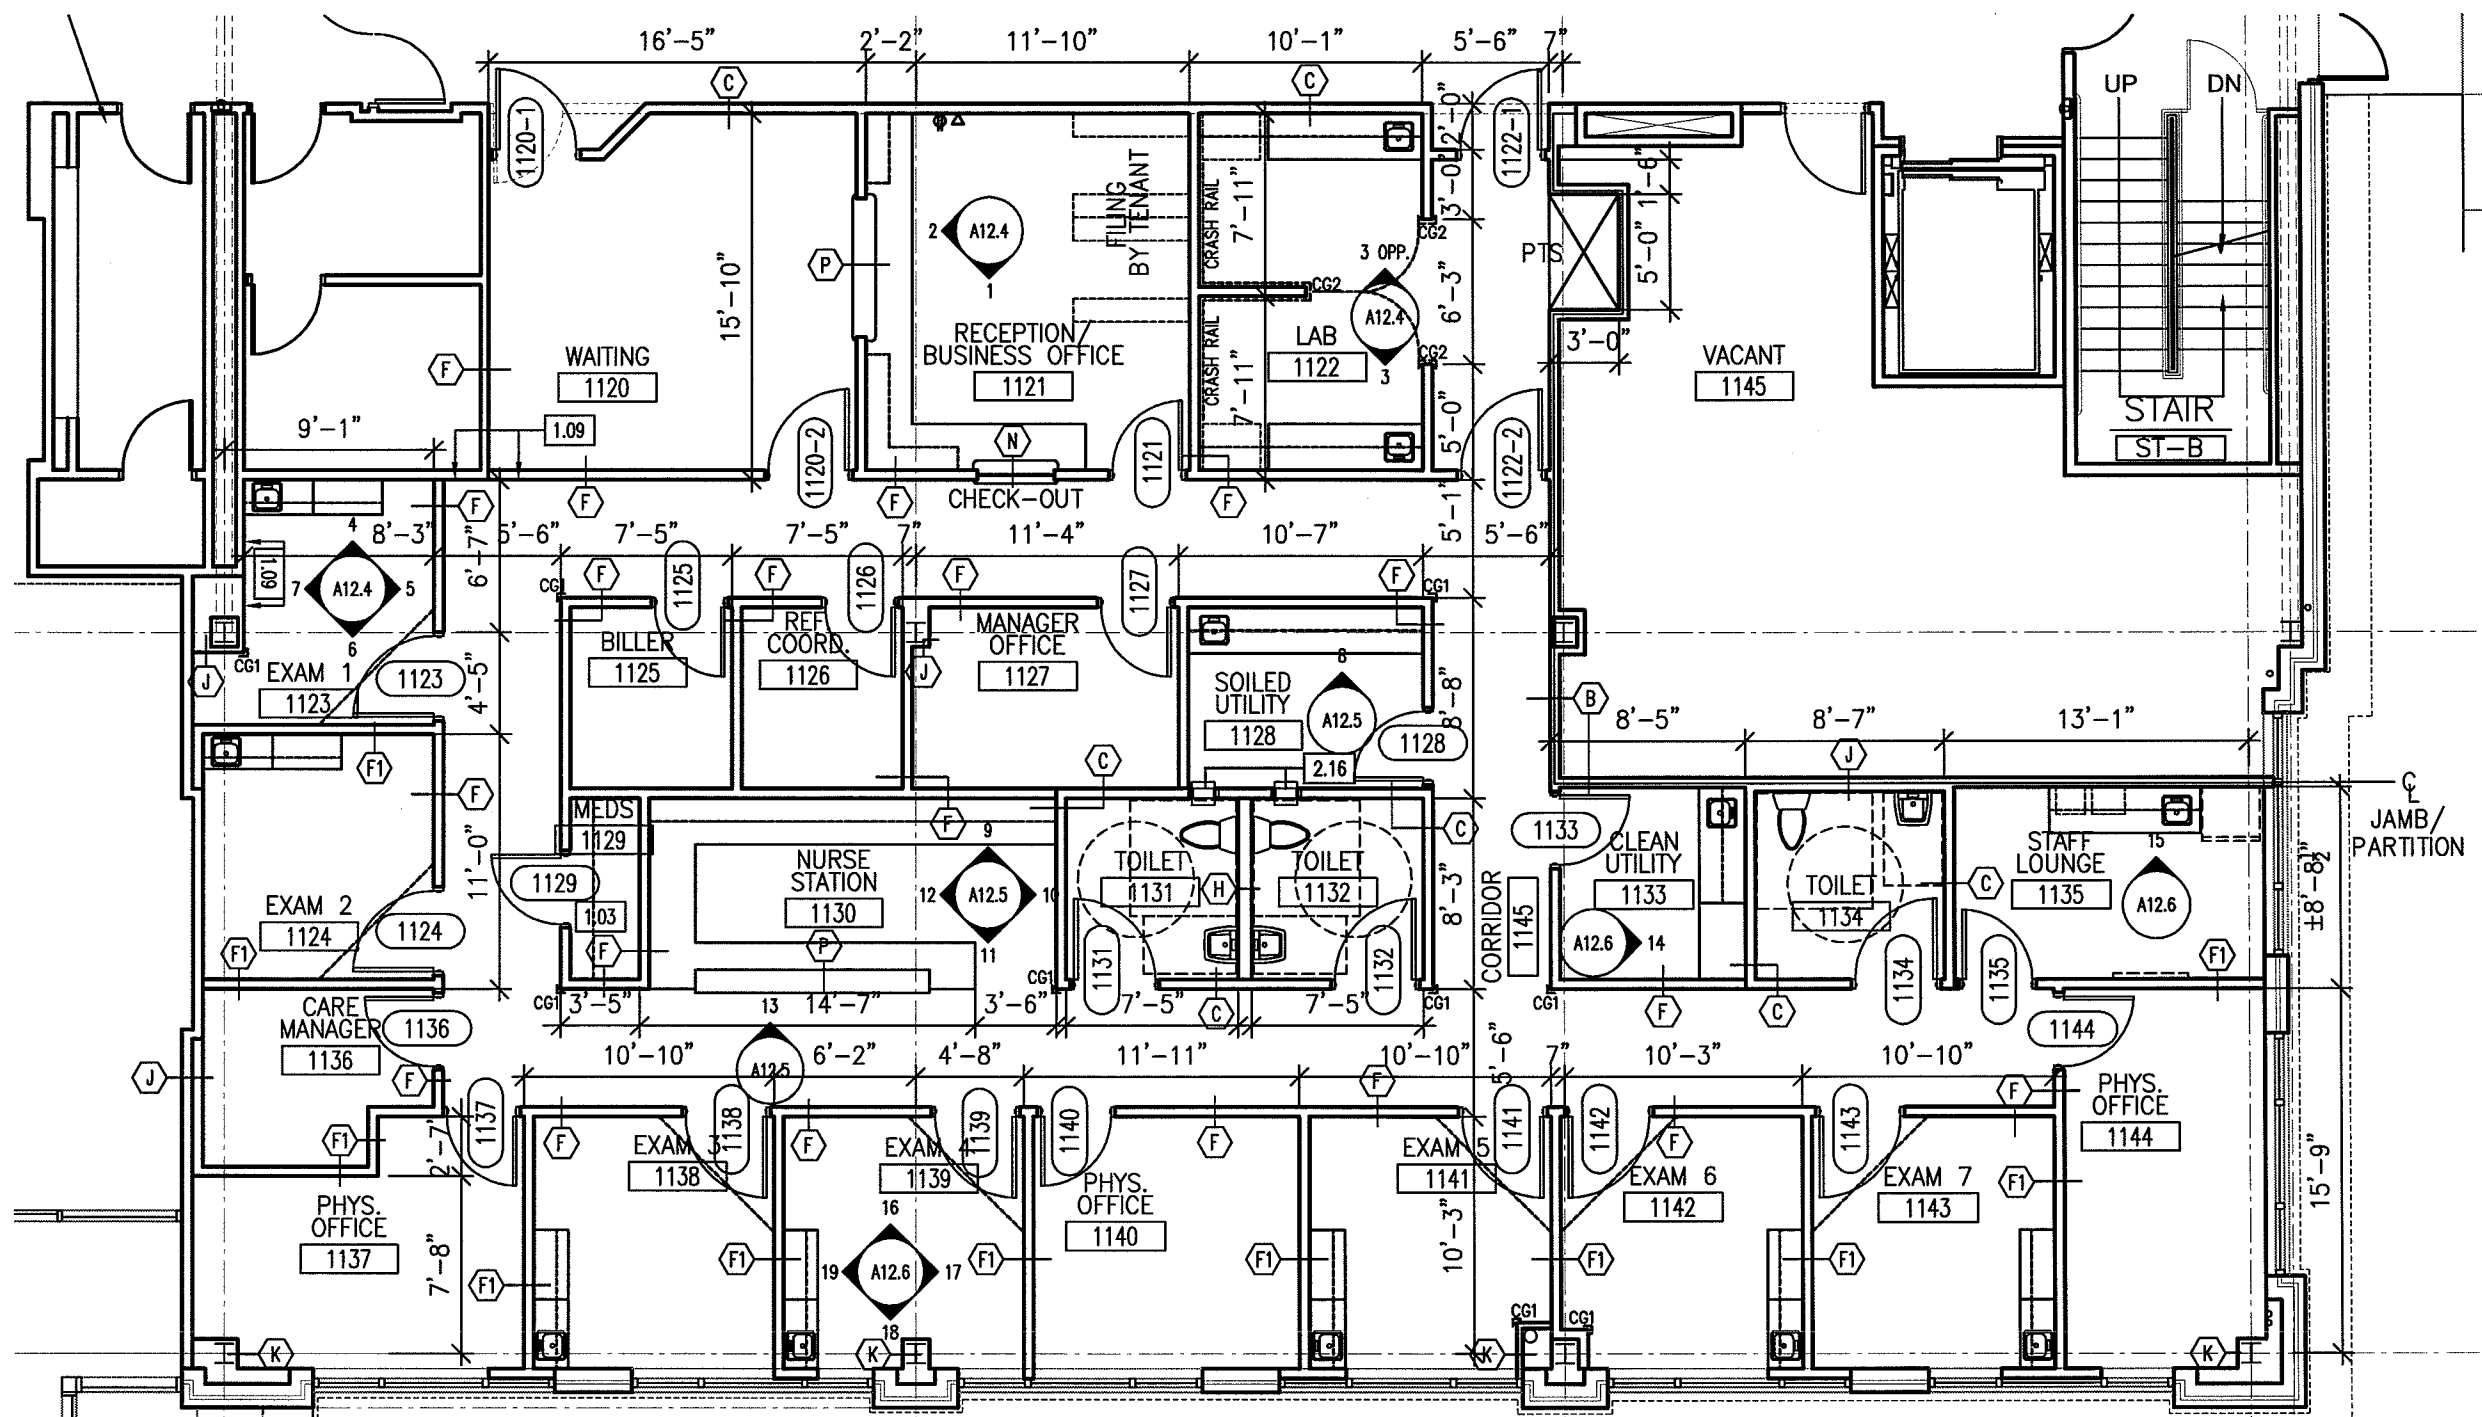 16'-5"
2'-2"
11'-10"
10'-1"
5'-6"
7"
C
C
UP
DN
1120-1
1122-1
2'-0"
3'-0"
1'-6"
FILING
BY TENANT
CRASH RAIL
7'-11"
2
A12.4
1
P
CG2
PTS
5'-0"
15'-10"
3 OPP.
CG2
A12.4
6'-3"
RECEPTION
BUSINESS OFFICE
1121
LAB
1122
3
CG2
3'-0"
WAITING
1120
F
VACANT
1145
CRASH RAIL
7'-11"
STAIR
ST-B
9'-1"
1.09
N
1120-2
1121
5'-0"
1122-2
F
F
F
F
CHECK-OUT
4
8'-3"
5'-6"
7'-5"
7'-5"
7"
11'-4"
10'-7"
5'-1"
5'-6"
6'-7"
1.09
7
A12.4
5
6
CG1
F
1125
F
1126
F
1127
F
CG1
J
CG1
EXAM 1
1123
1123
4'-5"
BILLER
1125
REF.
COORD.
1126
J
MANAGER
OFFICE
1127
8
SOILED
UTILITY
1128
A12.5
1128
8'-8"
2.16
B
8'-5"
8'-7"
13'-1"
F1
F
C
J
C
L
JAMB/
PARTITION
MEDS
1129
1129
1.03
F
F
NURSE
STATION
1130
9
12
A12.5
10
11
P
TOILET
1131
H
TOILET
1132
C
1133
CLEAN
UTILITY
1133
TOILET
1134
C
STAFF
LOUNGE
1135
15
A12.6
±8'-8½"
11'-0"
EXAM 2
1124
1124
F1
8'-3"
CORRIDOR
1145
A12.6
14
F1
CG1
3'-5"
13
14'-7"
3'-6"
CG1
1131
7'-5"
C
7'-5"
1132
CG1
CG1
F
C
1134
1135
1144
CARE
MANAGER
1136
1136
J
F
10'-10"
A12.5
6'-2"
4'-8"
11'-11"
10'-10"
F
5'-6"
7"
10'-3"
10'-10"
F
PHYS.
OFFICE
1144
1137
F1
2'-7"
F
1138
F
1139
1140
F
1141
1142
F
1143
EXAM 3
1138
EXAM 4
1139
PHYS.
OFFICE
1140
EXAM 5
1141
EXAM 6
1142
EXAM 7
1143
F1
15'-9"
PHYS.
OFFICE
1137
7'-8"
F1
F1
16
19
A12.6
17
18
F1
F1
10'-3"
F1
F1
CG1
CG1
K
K
K
K